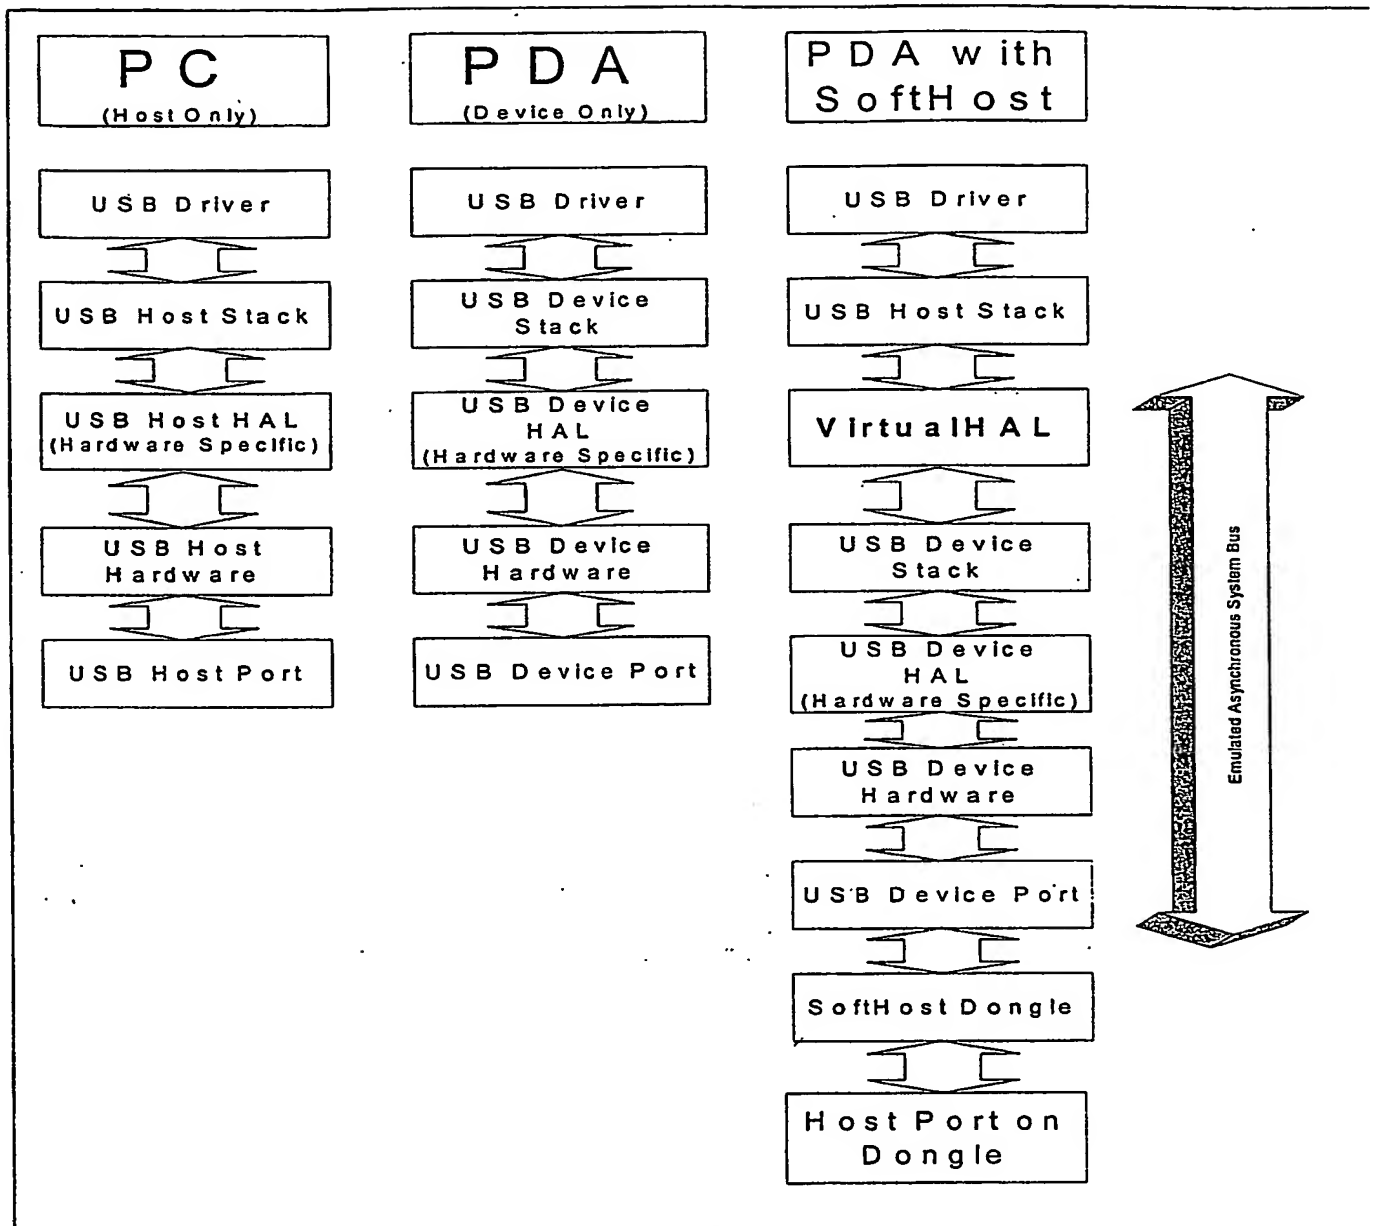 PC
(Host Only)
USB Driver
USB Host Stack
USB Host HAL
(Hardware Specific)
USB Host
Hardware
USB Host Port
PDA
(Device Only)
USB Driver
USB Device
Stack
USB Device
HAL
(Hardware Specific)
USB Device
Hardware
USB Device Port
PDA with
SoftHost
USB Driver
USB Host Stack
VirtualHAL
USB Device
Stack
USB Device
HAL
(Hardware Specific)
USB Device
Hardware
USB Device Port
SoftHost Dongle
Host Port on
Dongle
Emulated Asynchronous System Bus